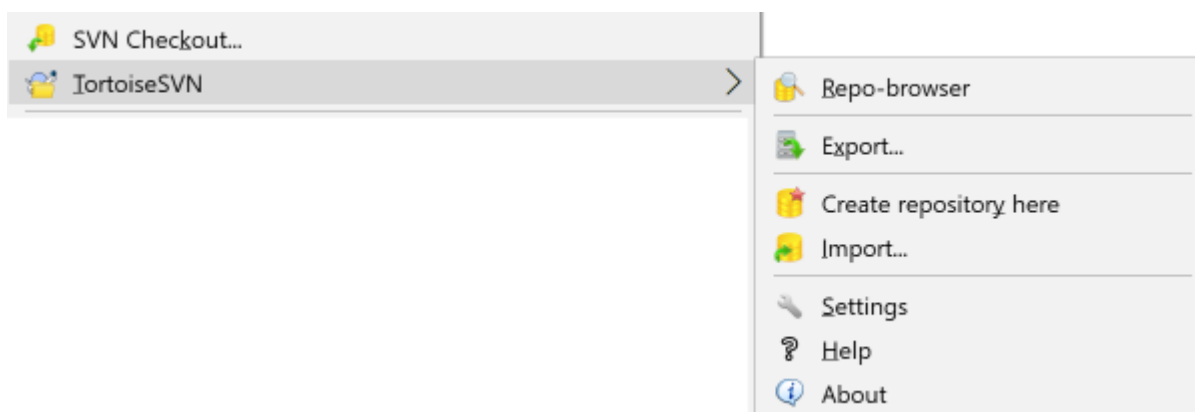 SVN Checkout...
TortoiseSVN
Repo-browser
Export...
Create repository here
Import...
Settings
Help
About